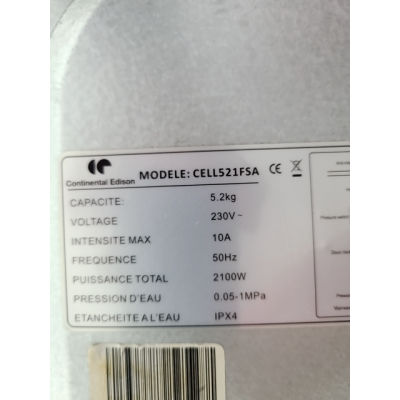 Continental Edison
MODELE: CELL521FSA
CAPACITE: 5.2kg
VOLTAGE 230V~
INTENSITE MAX 10A
FREQUENCE 50Hz
PUISSANCE TOTAL 2100W
PRESSION D'EAU 0.05-1MPa
ETANCHEITE A L'EAU IPX4